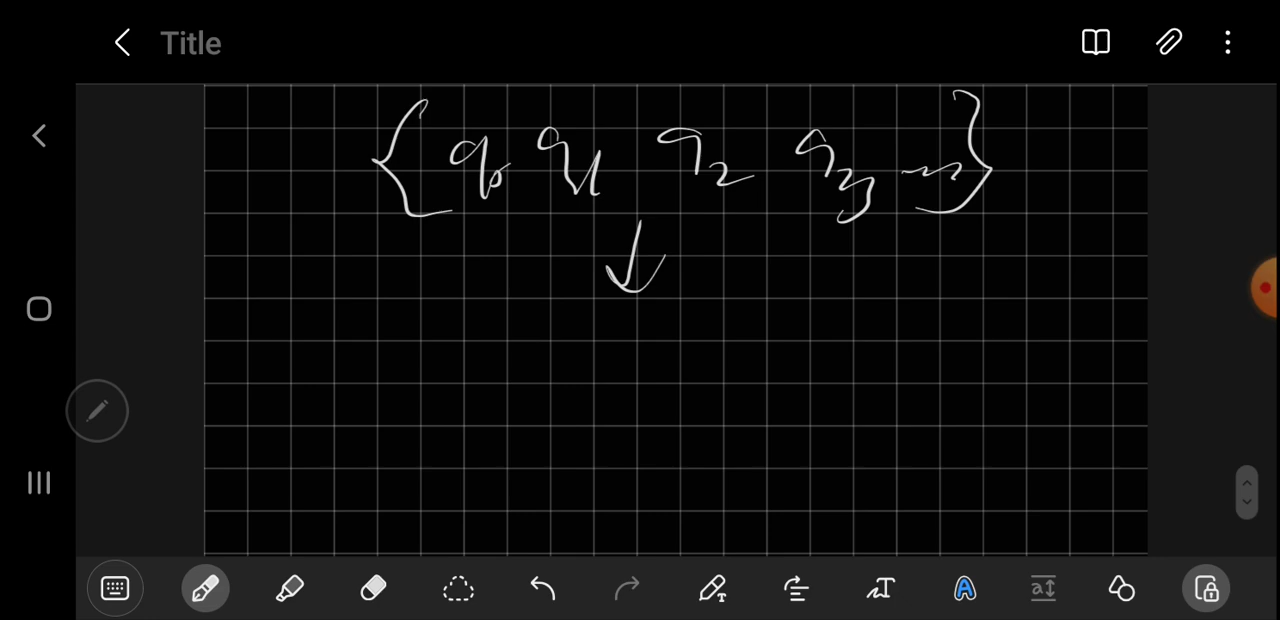 Title
{ q₀ q₁ q₂ q₃ ... }
↓